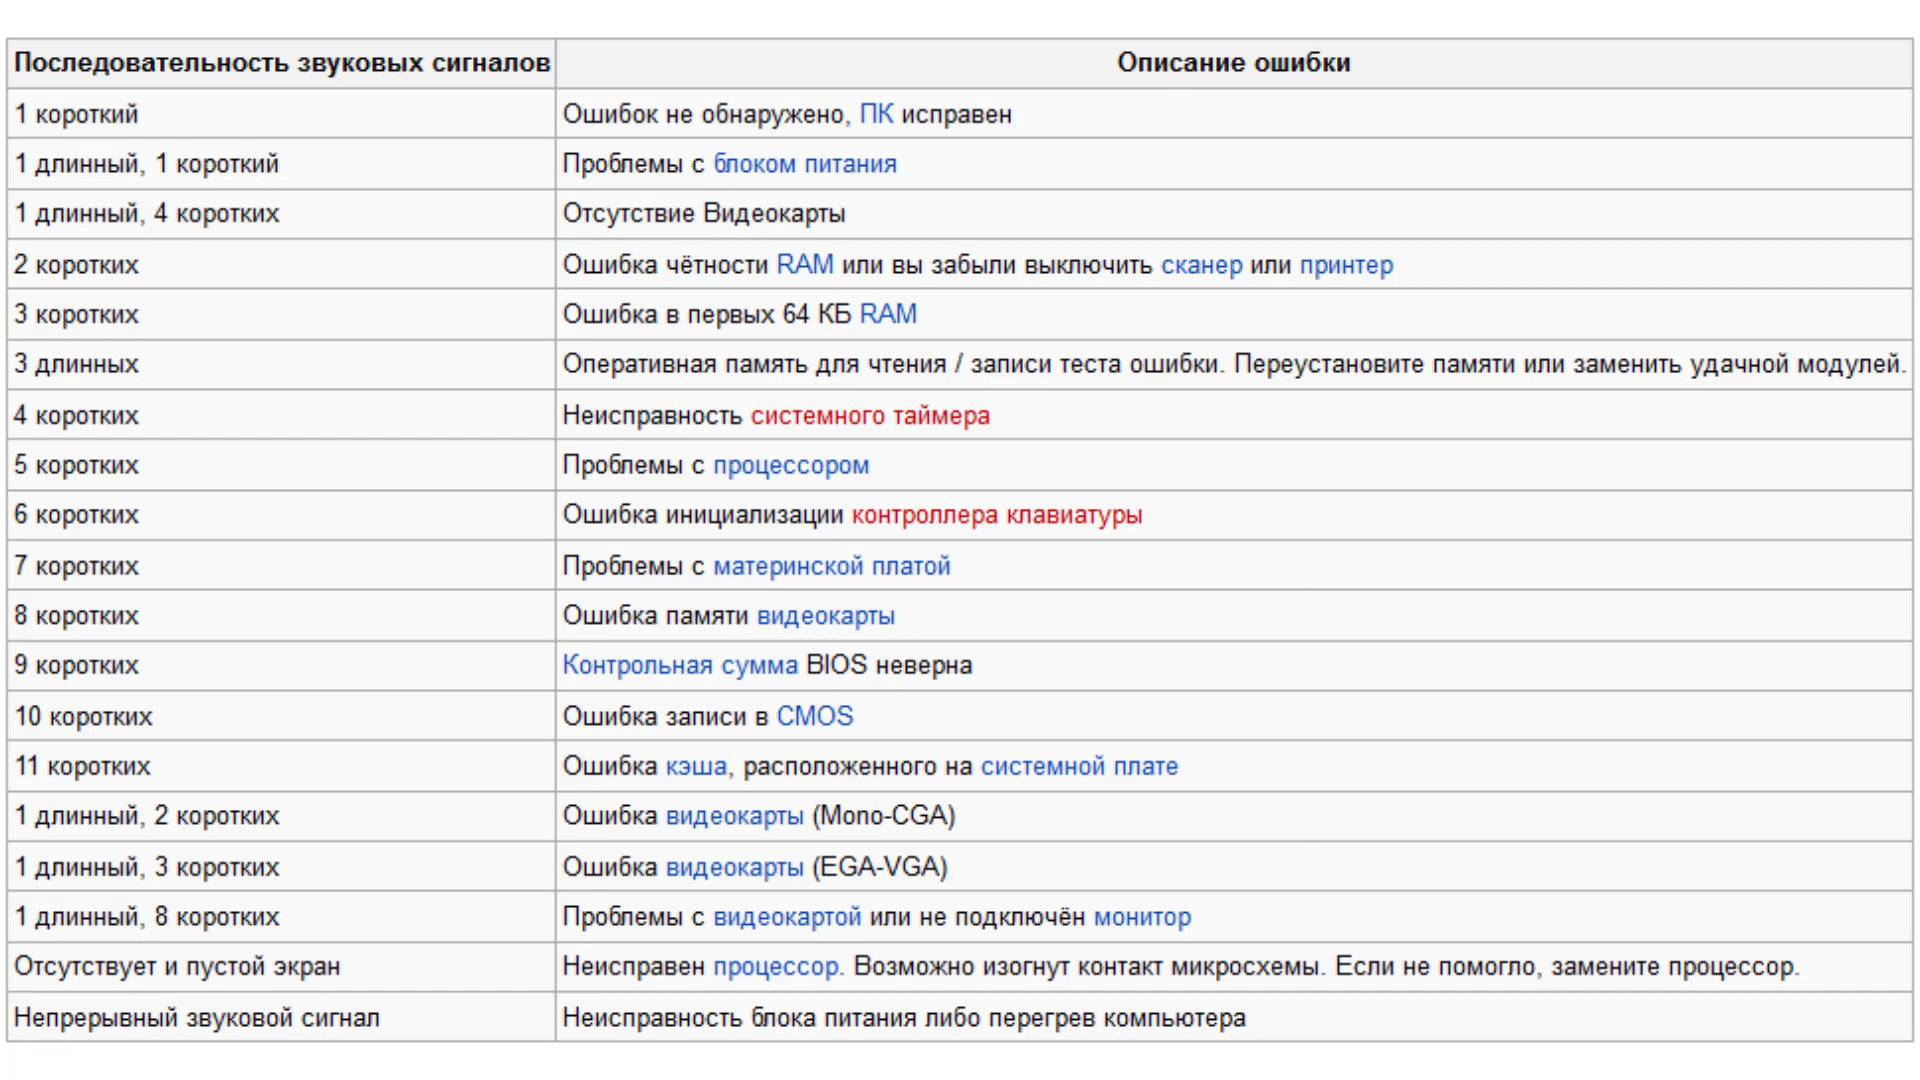 Последовательность звуковых сигналов Описание ошибки
1 короткий Ошибок не обнаружено, ПК исправен
1 длинный, 1 короткий Проблемы с блоком питания
1 длинный, 4 коротких Отсутствие Видеокарты
2 коротких Ошибка чётности RAM или вы забыли выключить сканер или принтер
3 коротких Ошибка в первых 64 КБ RAM
3 длинных Оперативная память для чтения / записи теста ошибки. Переустановите памяти или заменить удачной модулей.
4 коротких Неисправность системного таймера
5 коротких Проблемы с процессором
6 коротких Ошибка инициализации контроллера клавиатуры
7 коротких Проблемы с материнской платой
8 коротких Ошибка памяти видеокарты
9 коротких Контрольная сумма BIOS неверна
10 коротких Ошибка записи в CMOS
11 коротких Ошибка кэша, расположенного на системной плате
1 длинный, 2 коротких Ошибка видеокарты (Mono-CGA)
1 длинный, 3 коротких Ошибка видеокарты (EGA-VGA)
1 длинный, 8 коротких Проблемы с видеокартой или не подключён монитор
Отсутствует и пустой экран Неисправен процессор. Возможно изогнут контакт микросхемы. Если не помогло, замените процессор.
Непрерывный звуковой сигнал Неисправность блока питания либо перегрев компьютера